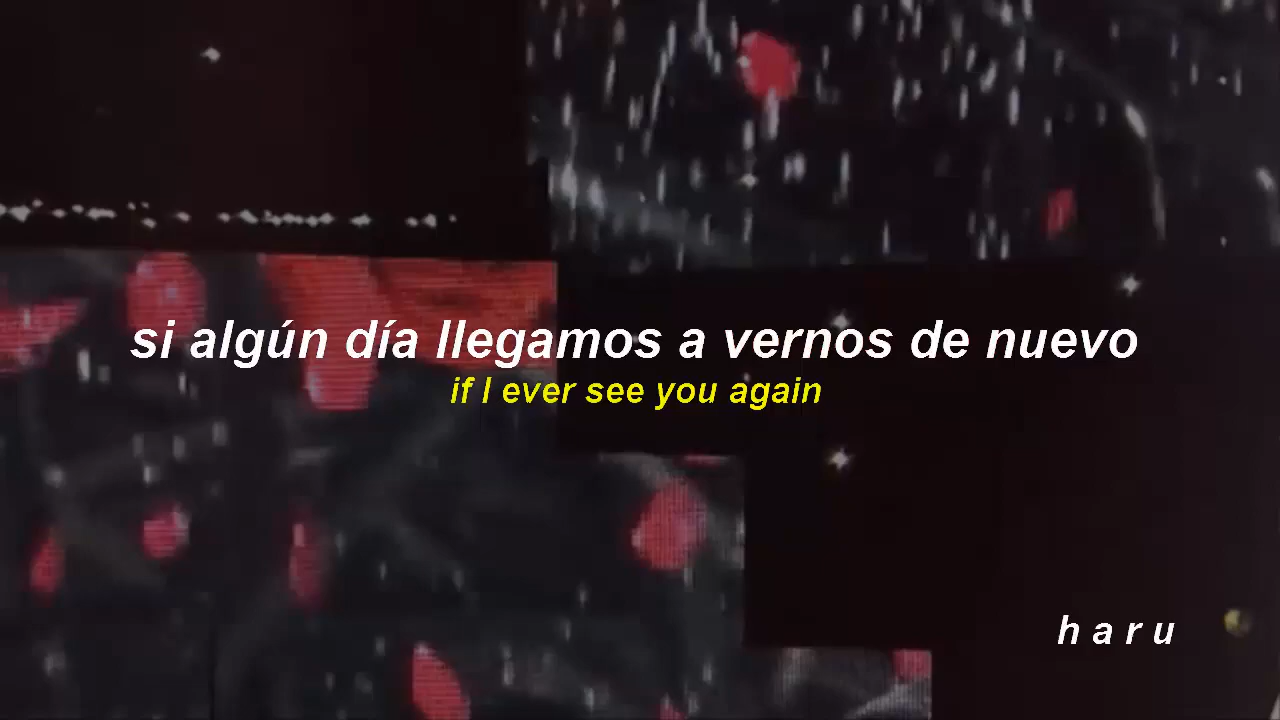 si algún día llegamos a vernos de nuevo
if I ever see you again
h a r u